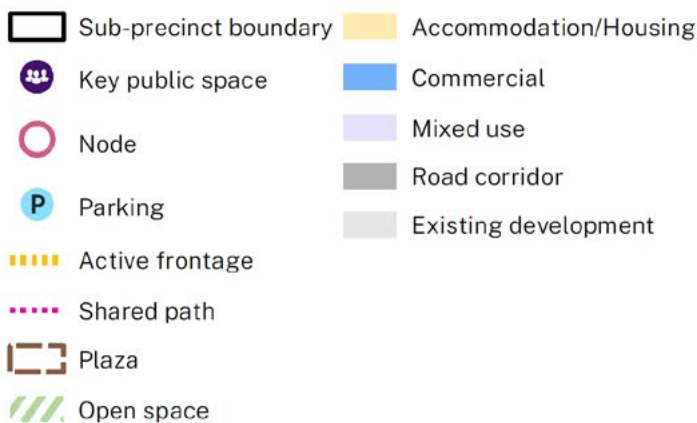 Sub-precinct boundary
Key public space
Node
P Parking
Active frontage
Shared path
Plaza
Open space
Accommodation/Housing
Commercial
Mixed use
Road corridor
Existing development